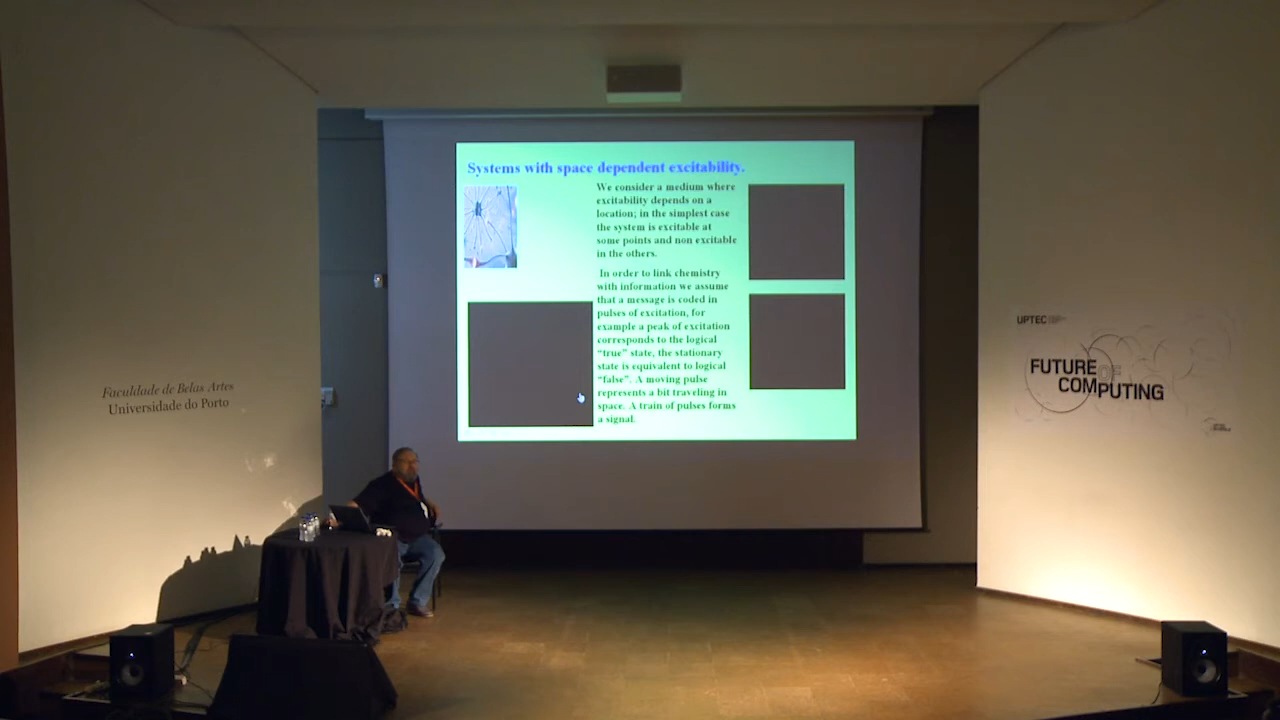 Systems with space dependent excitability.
We consider a medium where
excitability depends on a
location; in the simplest case
the system is excitable at
some points and non excitable
in the others.
In order to link chemistry
with information we assume
that a message is coded in
pulses of excitation, for
example a peak of excitation
corresponds to the logical
“true” state, the stationary
state is equivalent to logical
“false”. A moving pulse
represents a bit traveling in
space. A train of pulses forms
a signal.
Faculdade de Belas Artes
Universidade do Porto
UPTEC
FUTURE OF
COMPUTING